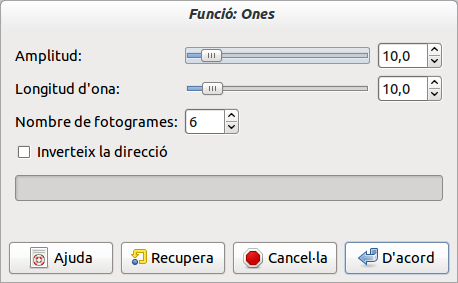 Funció: Ones
Amplitud: 10,0
Longitud d'ona: 10,0
Nombre de fotogrames: 6
Inverteix la direcció
Ajuda Recupera Cancel·la D'acord